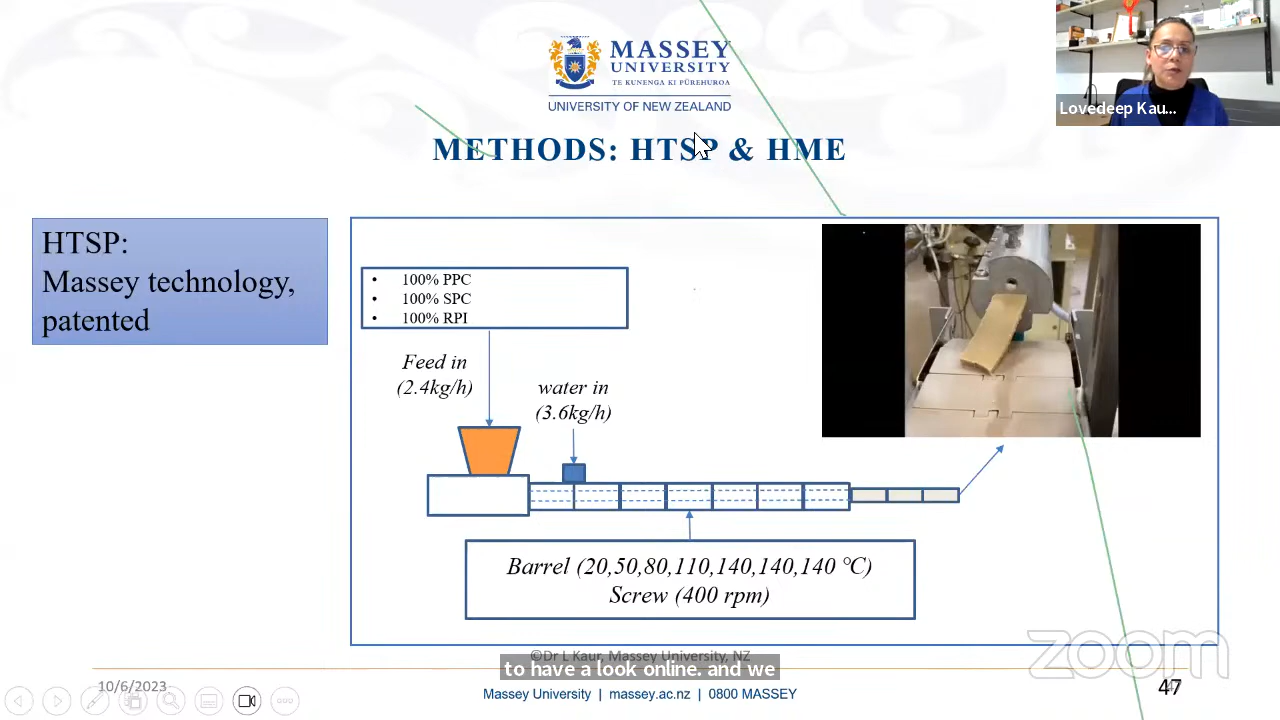 MASSEY
UNIVERSITY
TE KUNENGA KI PŪREHUROA
UNIVERSITY OF NEW ZEALAND
Lovedeep Kau...
METHODS: HTSP & HME
HTSP:
Massey technology,
patented
• 100% PPC
• 100% SPC
• 100% RPI
Feed in
(2.4kg/h)
water in
(3.6kg/h)
Barrel (20,50,80,110,140,140,140 °C)
Screw (400 rpm)
zoom
©Dr L Kaur, Massey University, NZ
to have a look online. and we
10/6/2023
Massey University | massey.ac.nz | 0800 MASSEY
47